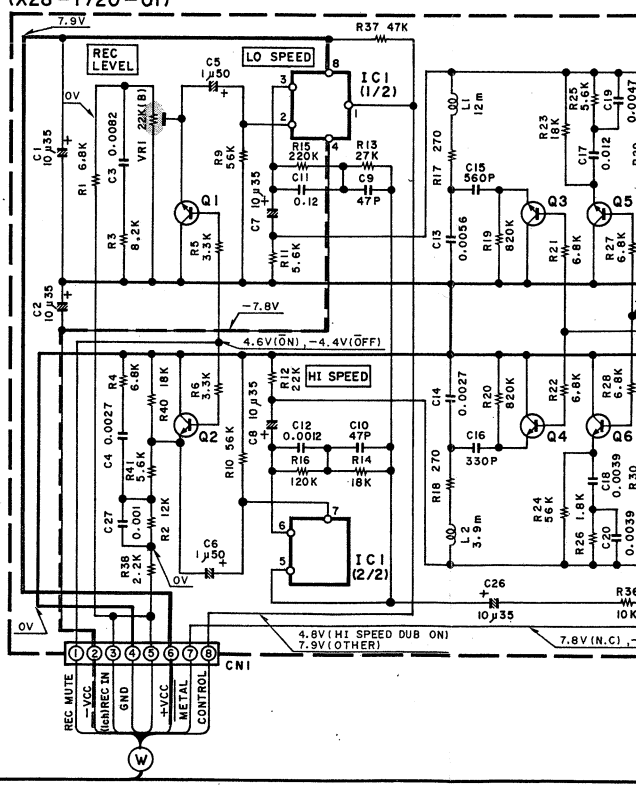 (X28-1720-01)
7.9V
R37 47K
REC
LEVEL
C5
1µ50
+
LO SPEED
8
3
2
4
1
IC1
(1/2)
0V
C1
10µ35
+
R1 6.8K
C3 0.0082
VR1 22K(B)
R9
56K
R15
220K
R13
27K
C11
0.12
C9
47P
C7 10µ35
+
R3
8.2K
Q1
R5
3.3K
R11
5.6K
L1
12m
R17 270
C15
560P
C13
0.0056
R19
820K
Q3
R21
6.8K
R23
18K
R25
5.6K
C19
0.0047
C17
0.012
Q5
R27
6.8K
C2
10µ35
+
-7.8V
4.6V(ON),-4.4V(OFF)
R4
6.8K
C4 0.0027
R40
18K
R41
5.6K
R6
3.3K
Q2
R10 56K
R12
22K
HI SPEED
C8 10µ35
+
C12
0.0012
C10
47P
R16
120K
R14
18K
C14
0.0027
R20
820K
R22
6.8K
Q4
R28
6.8K
Q6
C16
330P
R18 270
L2
3.9m
R24
56K
R26 1.8K
C18
0.0039
C20
0.0039
R30
C27
0.001
R2 12K
R38
2.2K
C6
1µ50
+
0V
7
6
5
IC1
(2/2)
C26
+
10µ35
R36
10K
0V
4.8V(HI SPEED DUB ON)
7.9V(OTHER)
7.8V(N.C),-
1 2 3 4 5 6 7 8
CN1
REC MUTE
-VCC
(Lch)REC IN
GND
+VCC
METAL
CONTROL
W